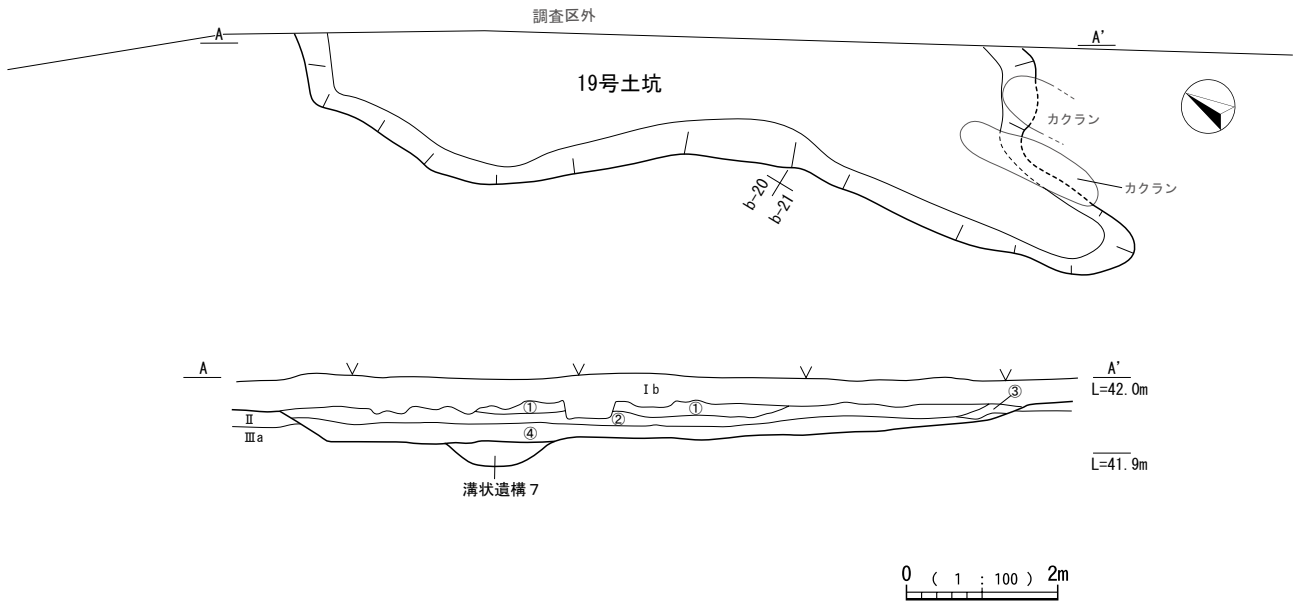 調査区外
A
A'
19号土坑
カクラン
カクラン
b-20
b-21
A
A'
L=42.0m
Ⅰb
③
①
①
②
Ⅱ
Ⅲa
④
L=41.9m
溝状遺構7
0 ( 1 : 100 ) 2m